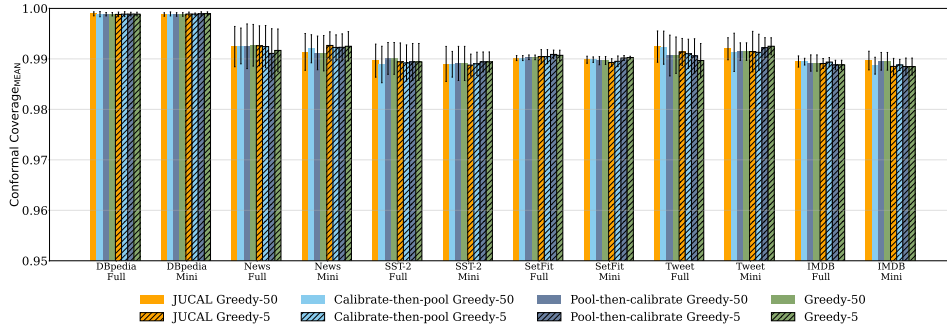 Conformal Coverage_MEAN
1.00
0.99
0.98
0.97
0.96
0.95
DBpedia Full
DBpedia Mini
News Full
News Mini
SST-2 Full
SST-2 Mini
SetFit Full
SetFit Mini
Tweet Full
Tweet Mini
IMDB Full
IMDB Mini
JUCAL Greedy-50
Calibrate-then-pool Greedy-50
Pool-then-calibrate Greedy-50
Greedy-50
JUCAL Greedy-5
Calibrate-then-pool Greedy-5
Pool-then-calibrate Greedy-5
Greedy-5